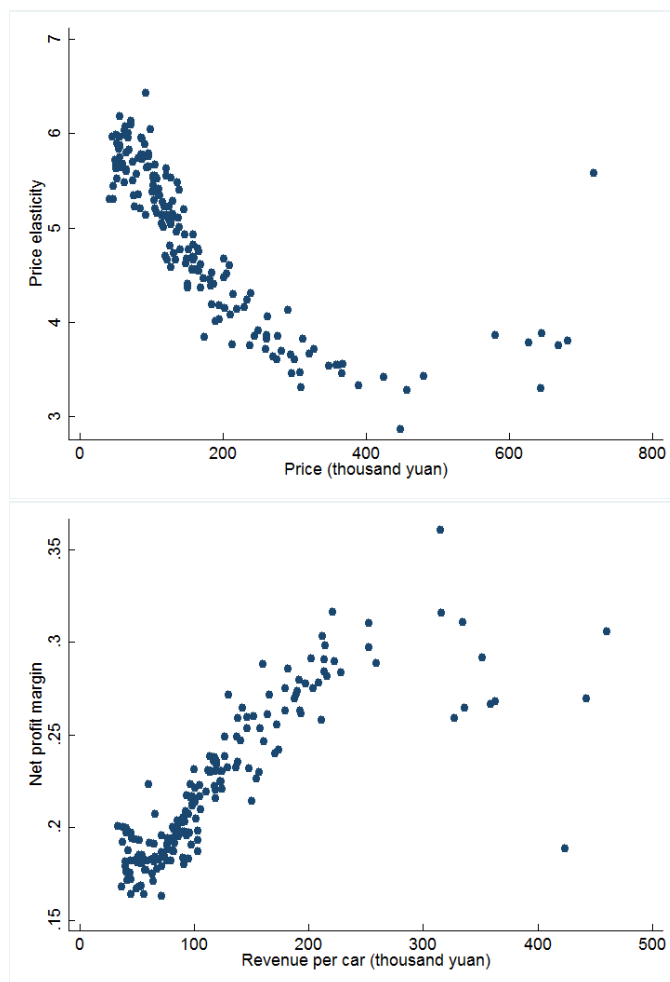 7
6
5
4
3
Price elasticity
0 200 400 600 800
Price (thousand yuan)
.35
.3
.25
.2
.15
Net profit margin
0 100 200 300 400 500
Revenue per car (thousand yuan)